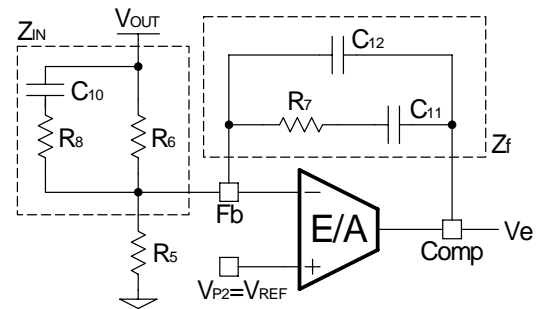 ZIN
VOUT
C12
C10
R7
C11
R8
R6
Zf
Fb
−
E/A
Comp
Ve
R5
+
VP2=VREF